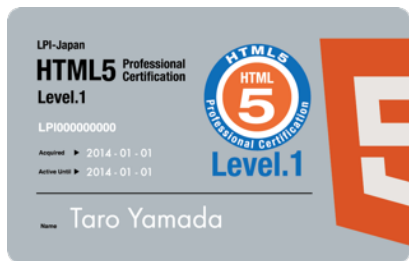 LPI-Japan
HTML5 Professional Certification
Level.1
LPI000000000
Acquired ▶ 2014 - 01 - 01
Active Until ▶ 2014 - 01 - 01
Name Taro Yamada
HTML5
HTML
5
Professional Certification
Level.1
5